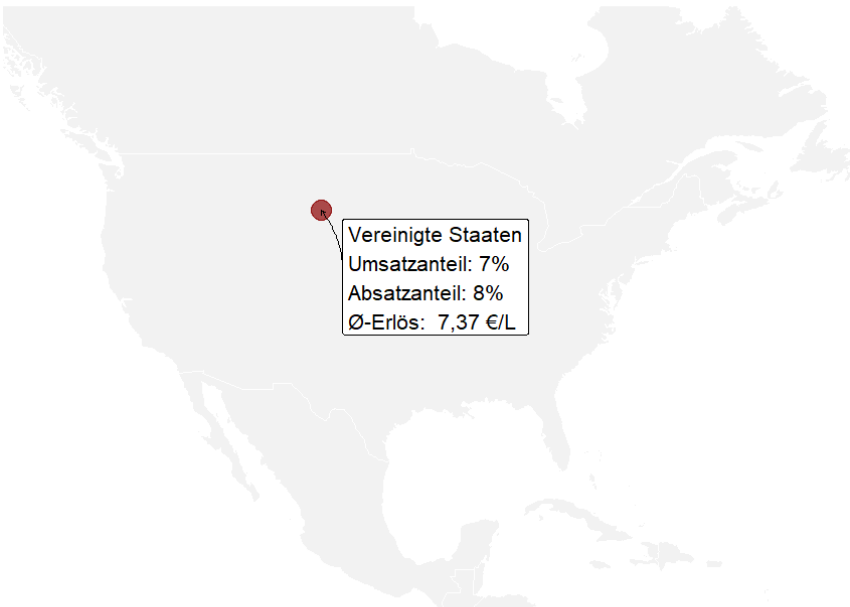 Vereinigte Staaten
Umsatzanteil: 7%
Absatzanteil: 8%
Ø-Erlös:  7,37 €/L